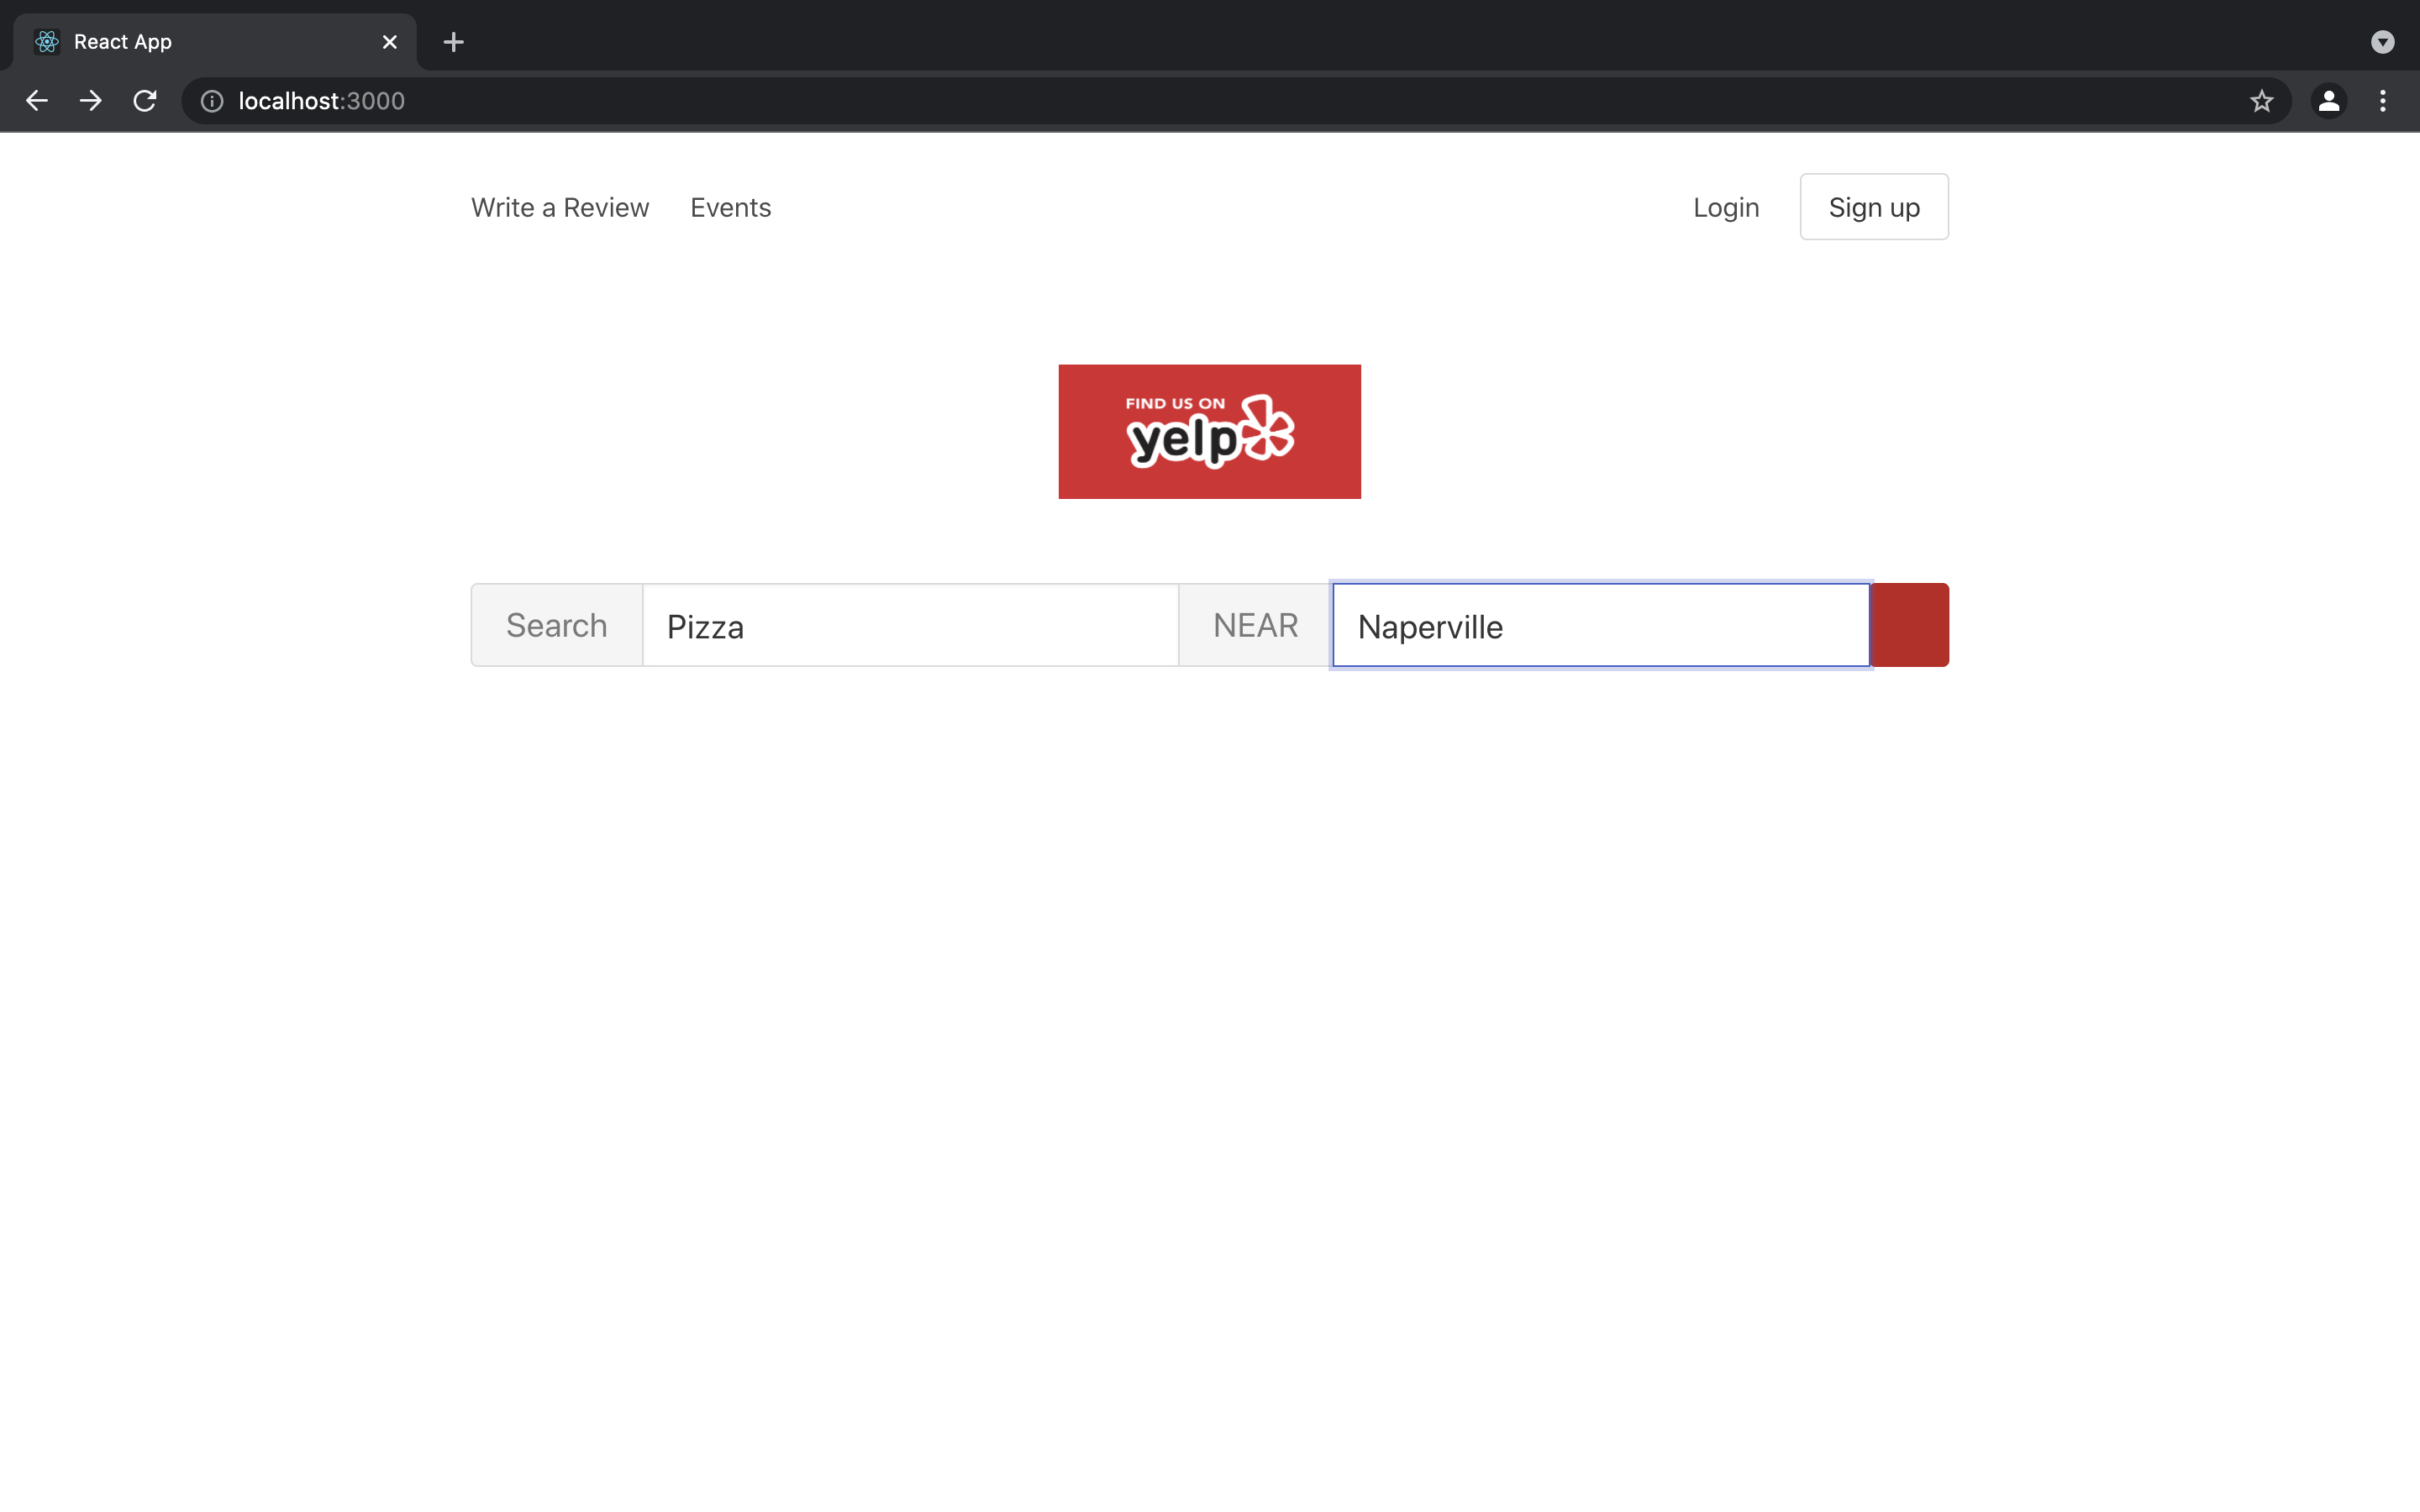 React App
localhost:3000
Write a Review Events Login Sign up
FIND US ON
yelp
Search Pizza NEAR Naperville